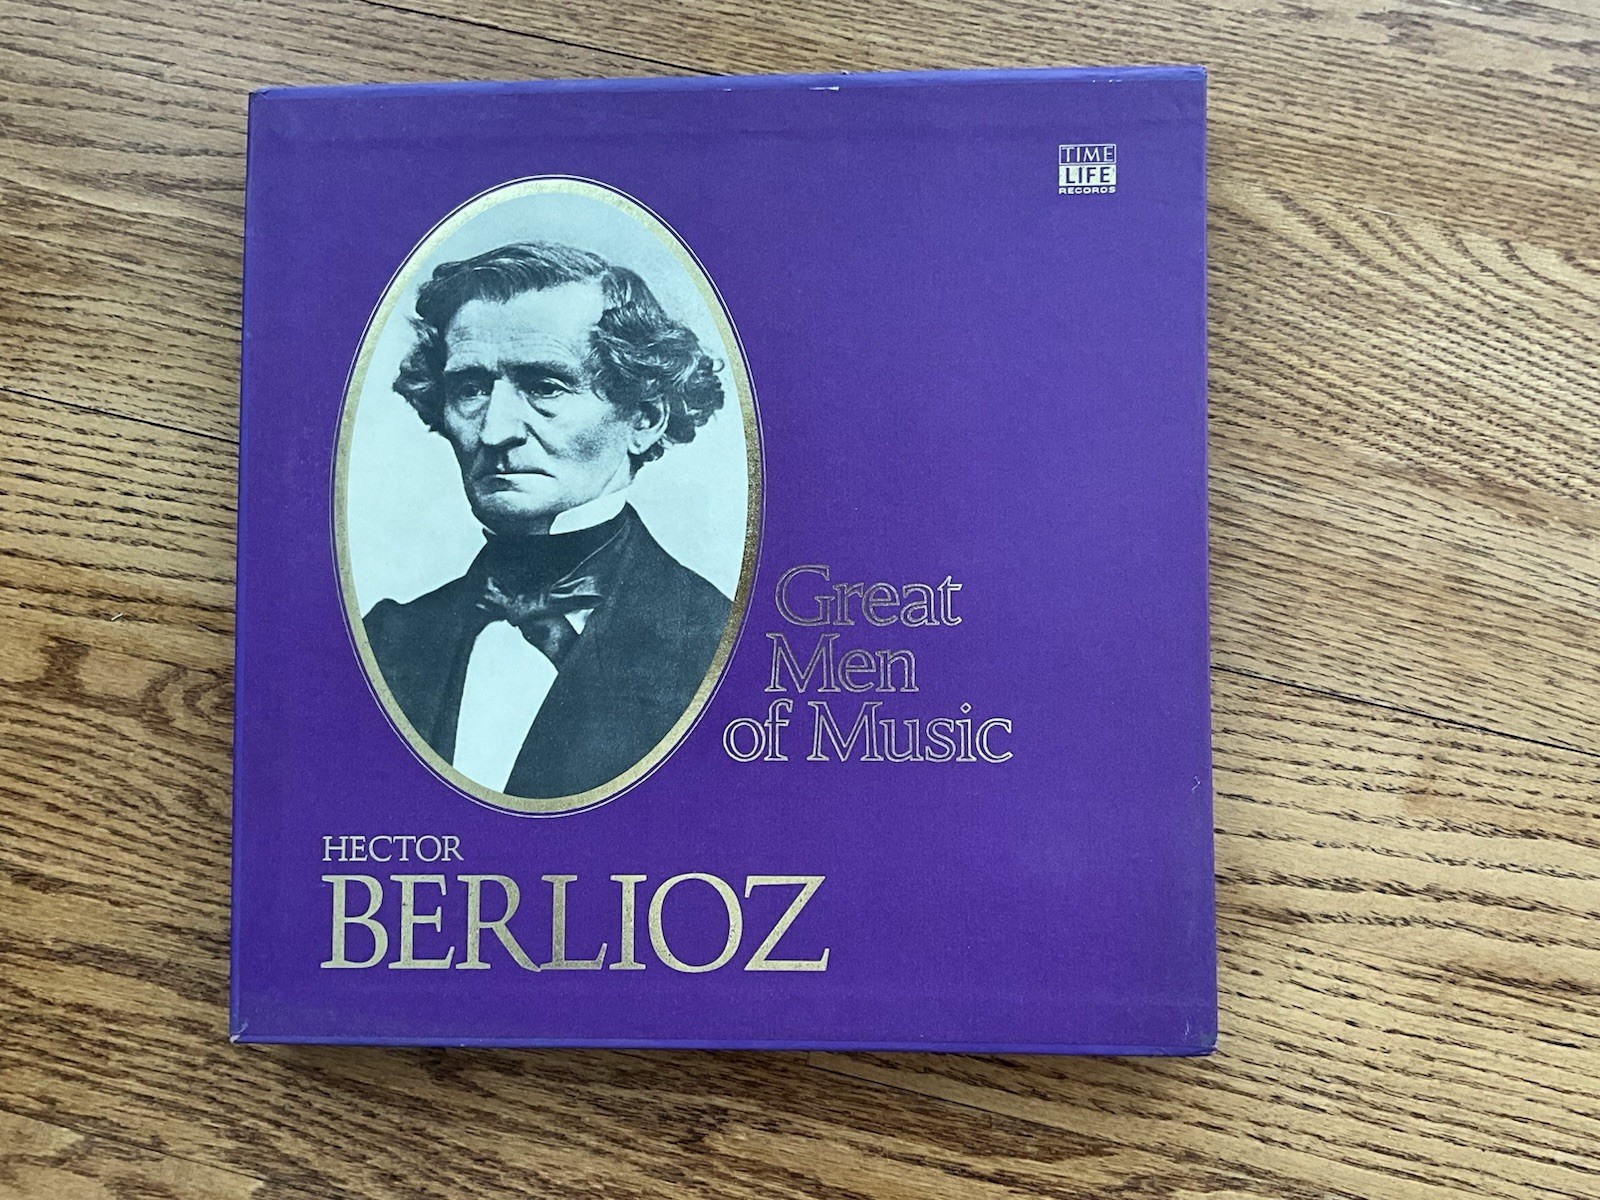 TIME
LIFE
RECORDS
Great
Men
of Music
HECTOR
BERLIOZ